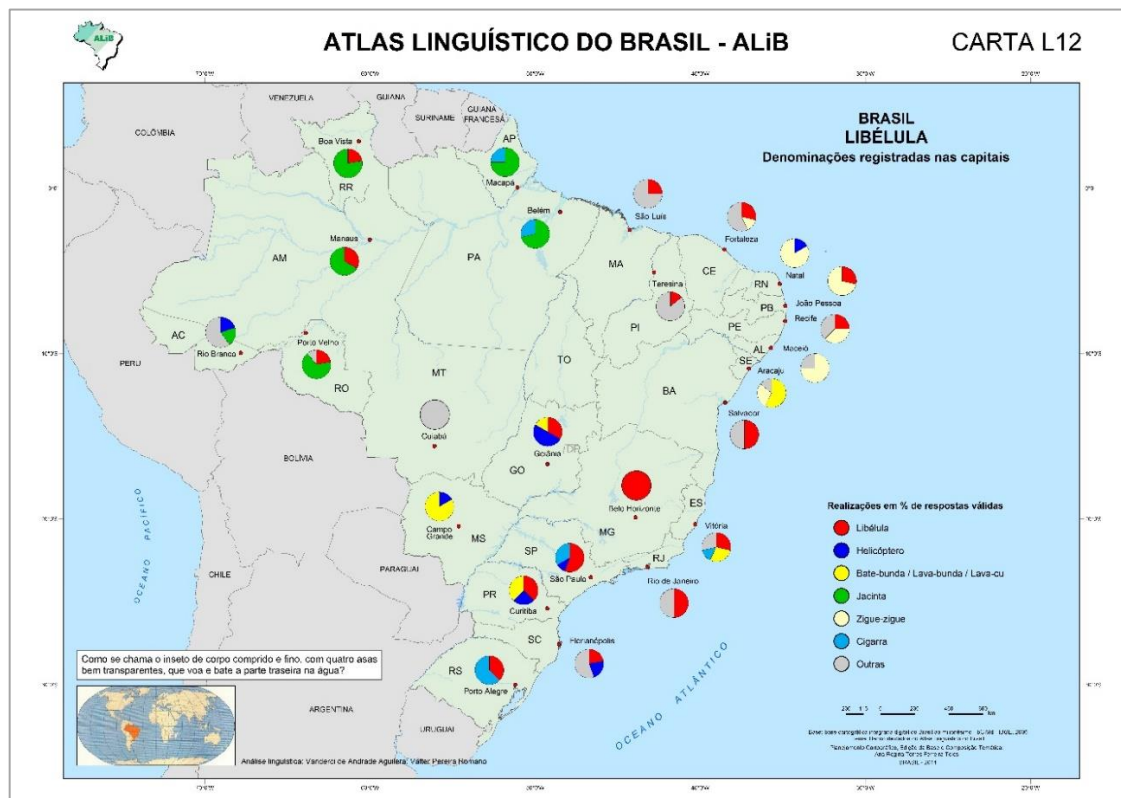 ALiB
ATLAS LINGUÍSTICO DO BRASIL - ALiB
CARTA L12
BRASIL
LIBÉLULA
Denominações registradas nas capitais
VENEZUELA
GUIANA
SURINAME
GUIANA
FRANCESA
COLÔMBIA
PERU
BOLÍVIA
CHILE
PARAGUAI
ARGENTINA
URUGUAI
OCEANO PACÍFICO
OCEANO ATLÂNTICO
Boa Vista
RR
AP
Macapá
Belém
São Luís
Fortaleza
Natal
Manaus
AM
PA
MA
CE
Teresina
RN
PB
João Pessoa
Recife
PI
PE
AL
Maceió
SE
Aracaju
AC
Rio Branco
Porto Velho
RO
MT
TO
BA
Salvador
Cuiabá
Goiânia
DF
GO
Belo Horizonte
MG
ES
Vitória
Campo
Grande
MS
SP
São Paulo
RJ
Rio de Janeiro
PR
Curitiba
SC
Florianópolis
RS
Porto Alegre
Realizações em % de respostas válidas
Libélula
Helicóptero
Bate-bunda / Lava-bunda / Lava-cu
Jacinta
Zigue-zigue
Cigarra
Outras
Como se chama o inseto de corpo comprido e fino, com quatro asas
bem transparentes, que voa e bate a parte traseira na água?
Análise linguística: Vanderci de Andrade Aguilera; Valter Pereira Romano
BRASIL - 2011